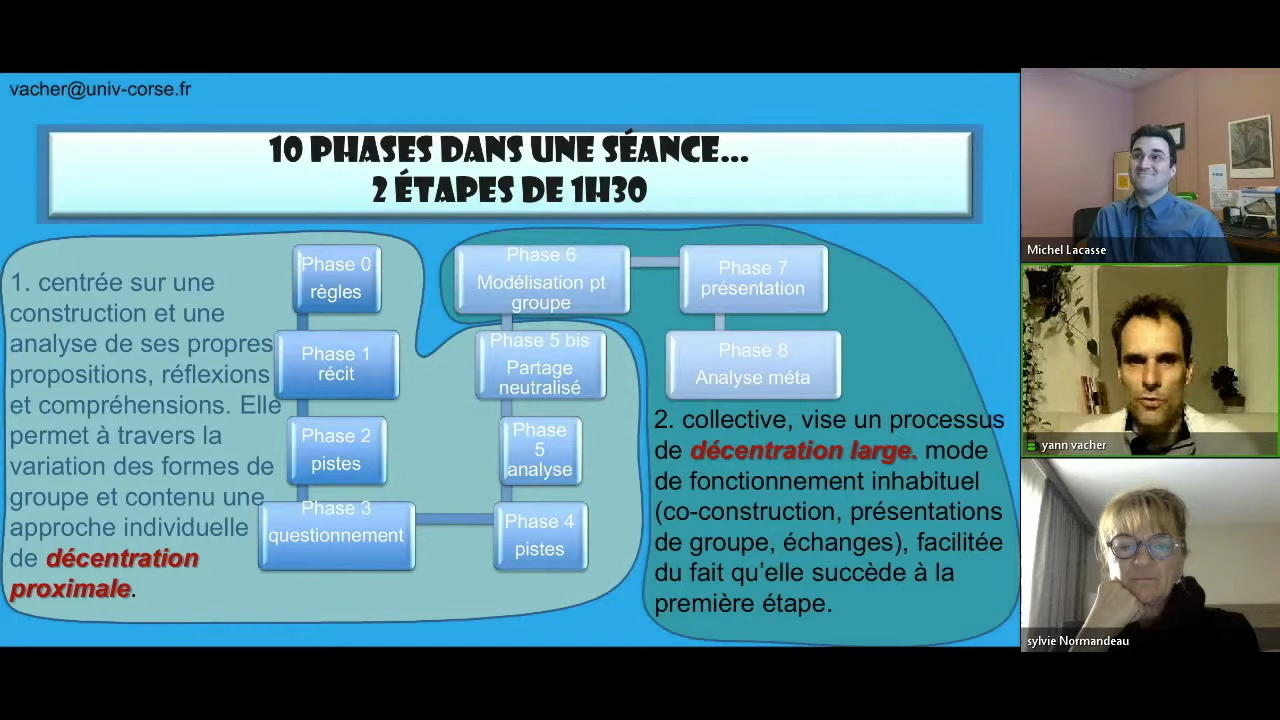 vacher@univ-corse.fr
10 PHASES DANS UNE SÉANCE...
2 ÉTAPES DE 1H30
1. centrée sur une
construction et une
analyse de ses propres
propositions, réflexions
et compréhensions. Elle
permet à travers la
variation des formes de
groupe et contenu une
approche individuelle
de décentration
proximale.
Phase 0
règles
Phase 1
récit
Phase 2
pistes
Phase 3
questionnement
Phase 4
pistes
Phase
5
analyse
Phase 5 bis
Partage
neutralisé
Phase 6
Modélisation pt
groupe
Phase 7
présentation
Phase 8
Analyse méta
2. collective, vise un processus
de décentration large. mode
de fonctionnement inhabituel
(co-construction, présentations
de groupe, échanges), facilitée
du fait qu'elle succède à la
première étape.
Michel Lacasse
yann vacher
sylvie Normandeau